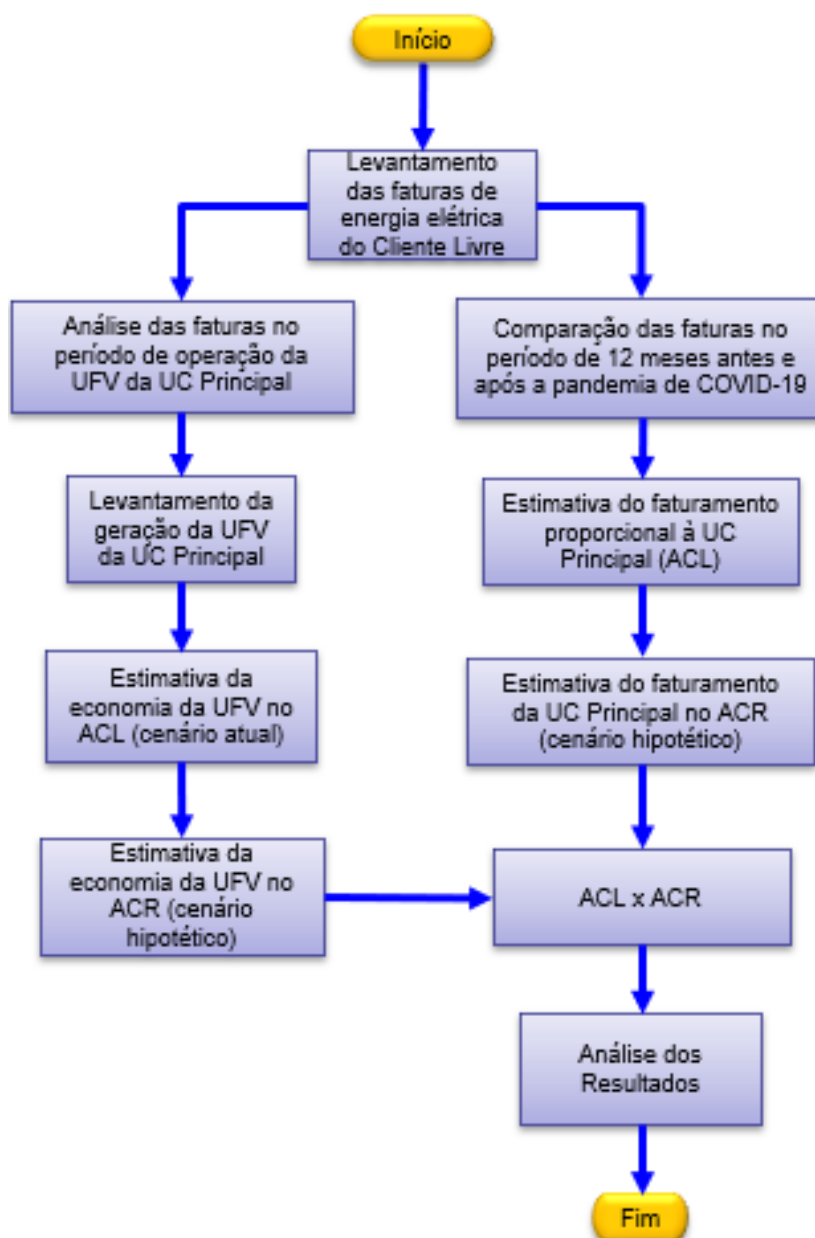 Início
Levantamento
das faturas de
energia elétrica
do Cliente Livre
Análise das faturas no
período de operação da
UFV da UC Principal
Levantamento da
geração da UFV
da UC Principal
Estimativa da
economia da UFV no
ACL (cenário atual)
Estimativa da
economia da UFV no
ACR (cenário
hipotético)
Comparação das faturas no
período de 12 meses antes e
após a pandemia de COVID-19
Estimativa do faturamento
proporcional à UC
Principal (ACL)
Estimativa do faturamento
da UC Principal no ACR
(cenário hipotético)
ACL x ACR
Análise dos
Resultados
Fim